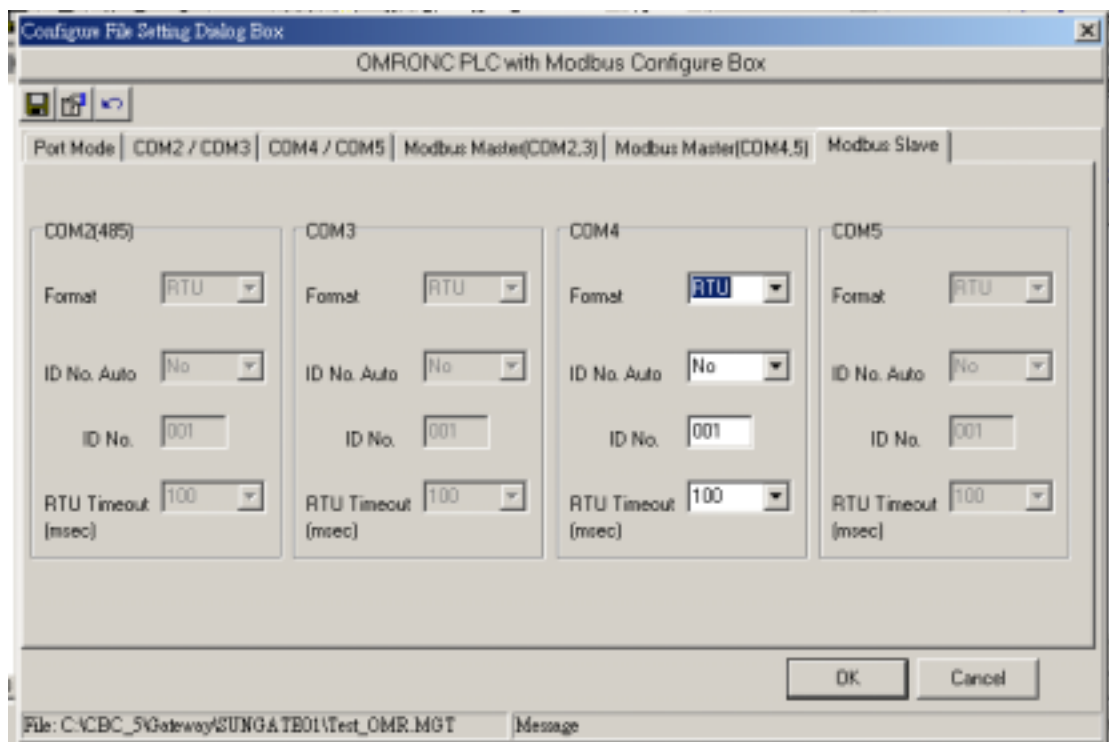 Configure File Setting Dialog Box
OMRONC PLC with Modbus Configure Box
Port Mode COM2 / COM3 COM4 / COM5 Modbus Master(COM2,3) Modbus Master(COM4,5) Modbus Slave
COM2(485) COM3 COM4 COM5
Format RTU Format RTU Format RTU Format RTU
ID No. Auto No ID No. Auto No ID No. Auto No ID No. Auto No
ID No. 001 ID No. 001 ID No. 001 ID No. 001
RTU Timeout 100 RTU Timeout 100 RTU Timeout 100 RTU Timeout 100
(msec) (msec) (msec) (msec)
OK Cancel
File: C:\CBC_5\Gateway\SUNGATE01\Test_OMR.MGT Message